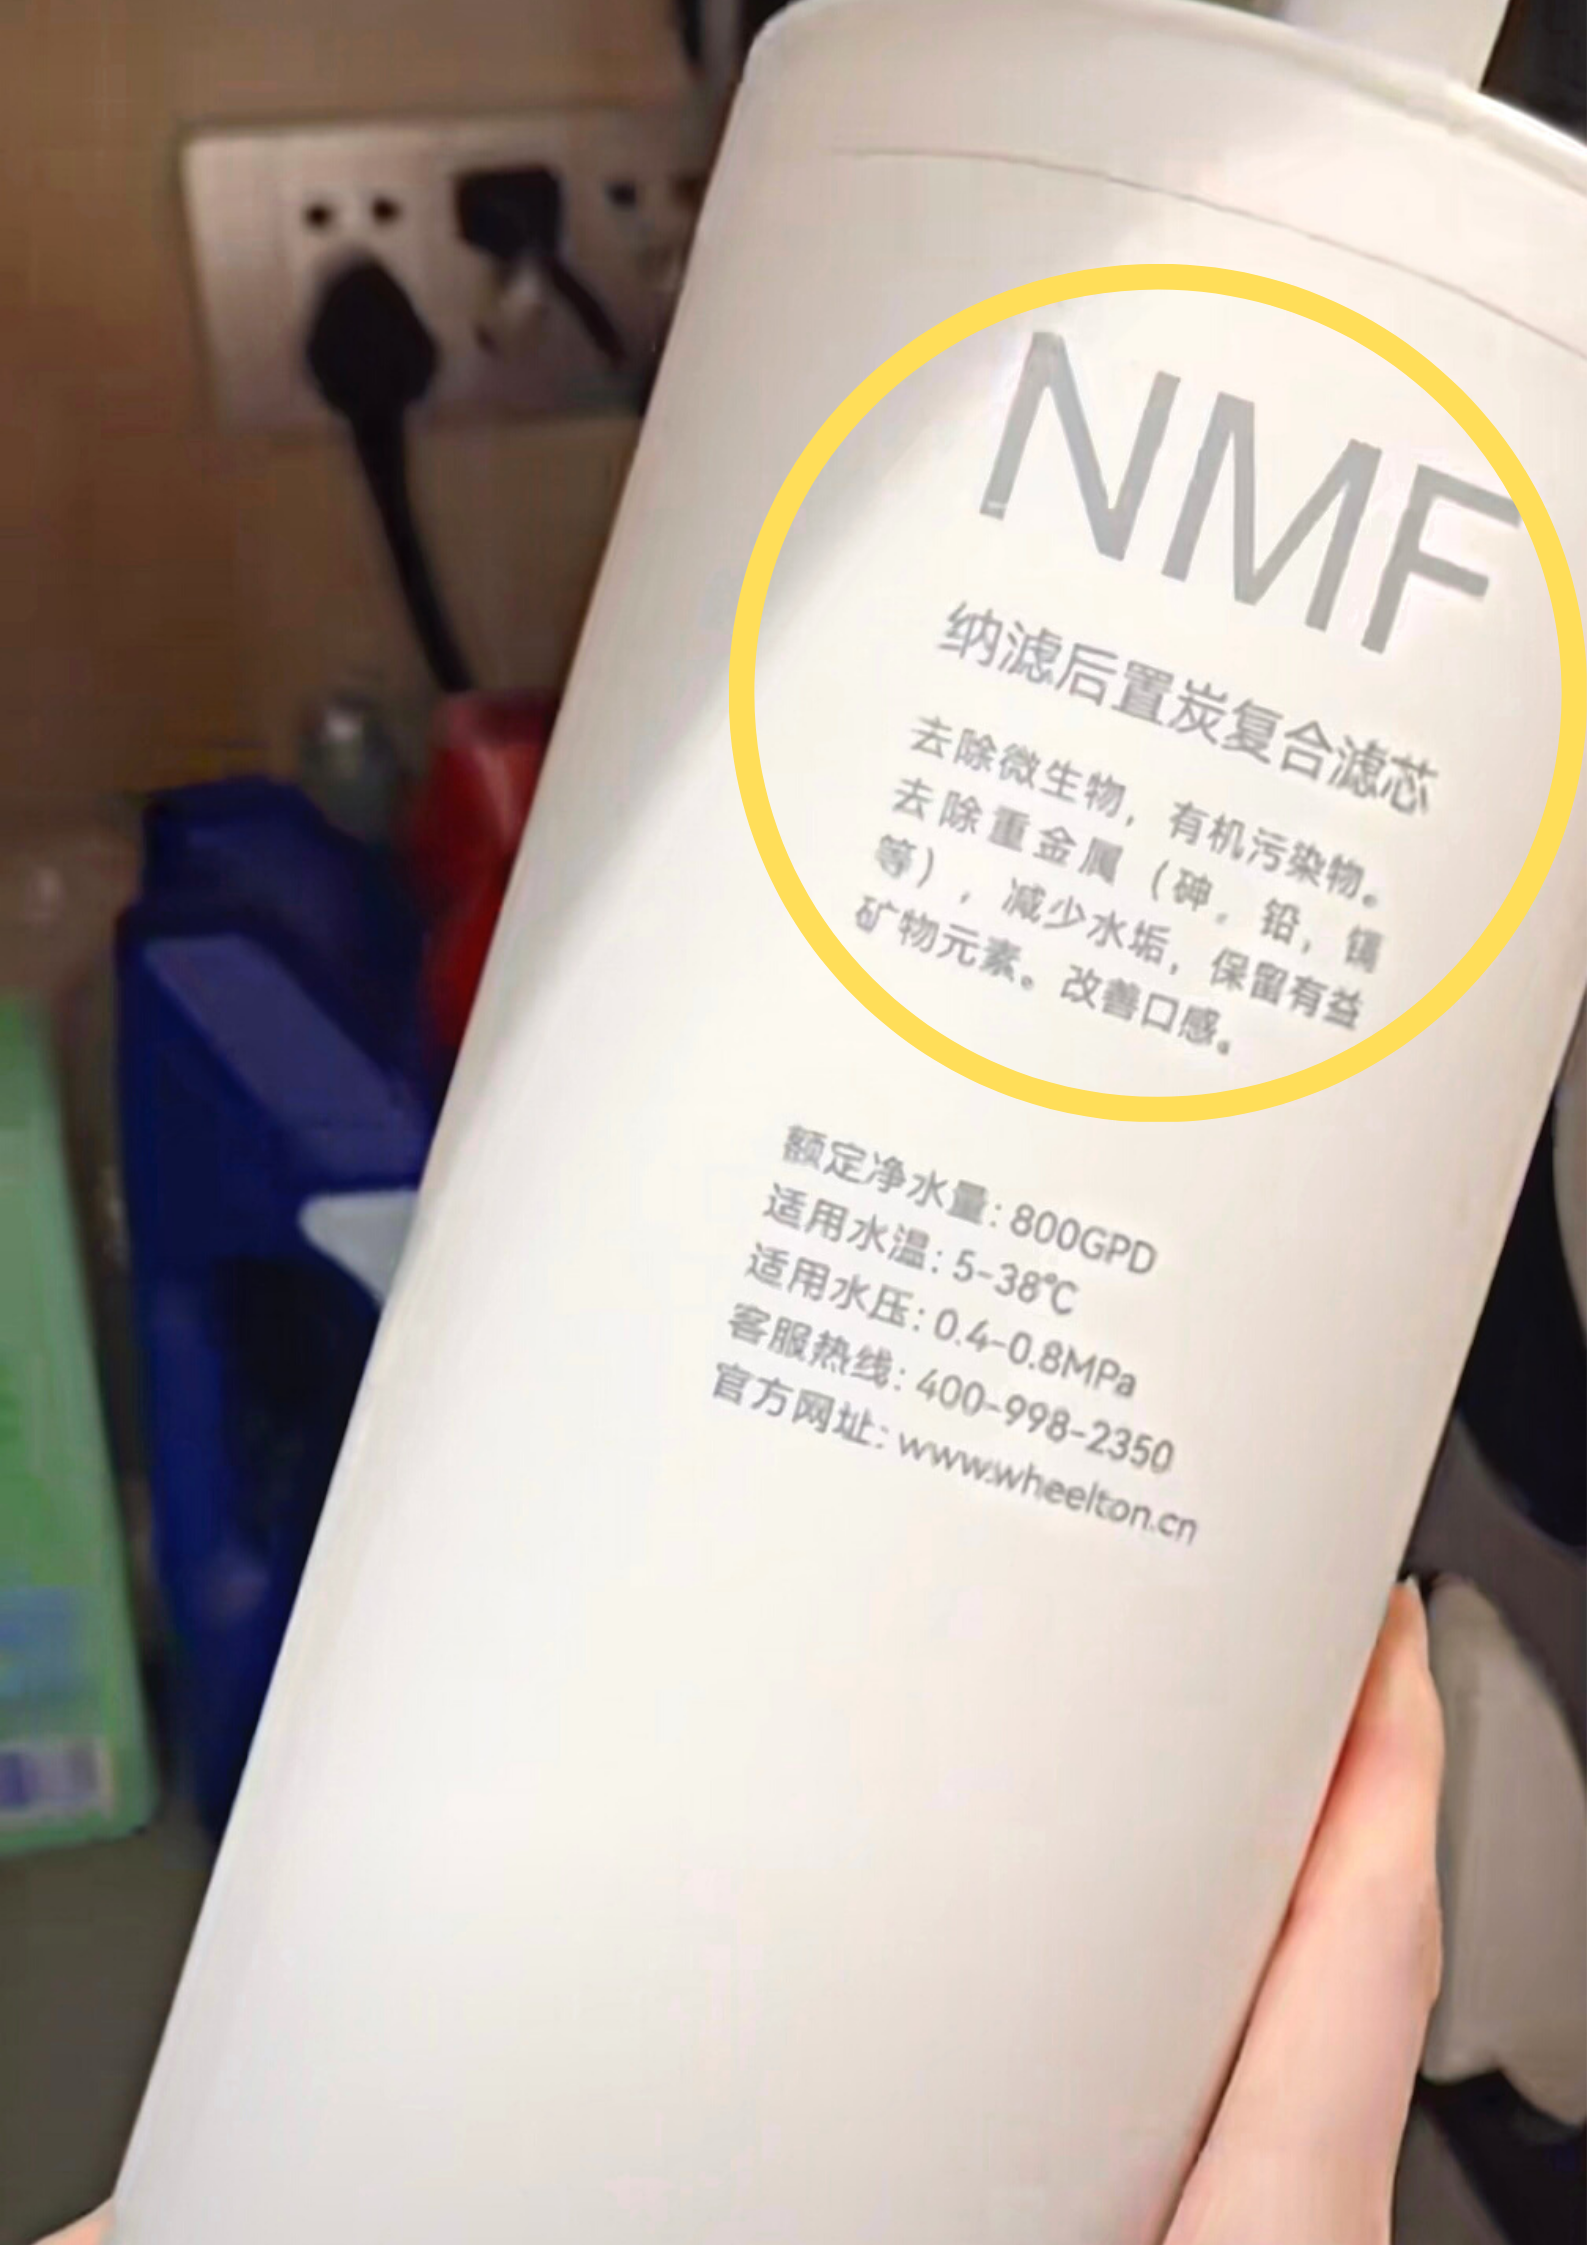 NMF
纳滤后置炭复合滤芯
去除微生物，有机污染物。
去除重金属（砷。铅，镉
等），减少水垢，保留有益
矿物元素。改善口感。
额定净水量：800GPD
适用水温：5-38℃
适用水压：0.4-0.8MPa
客服热线：400-998-2350
官方网址：www.wheelton.cn